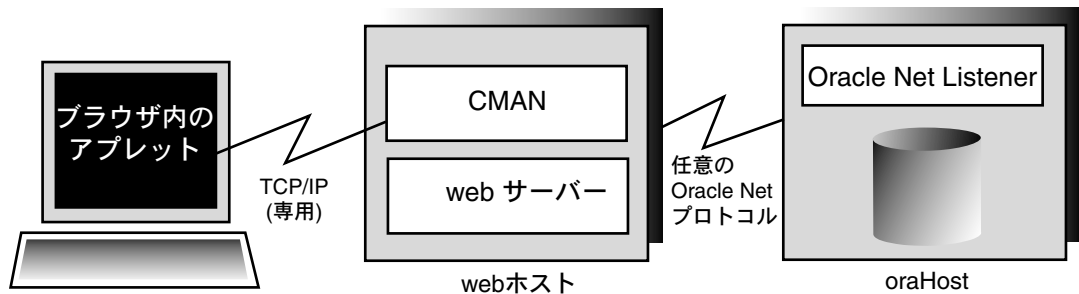 ブラウザ内の
アプレット
TCP/IP
(専用)
CMAN
web サーバー
webホスト
任意の
Oracle Net
プロトコル
Oracle Net Listener
oraHost